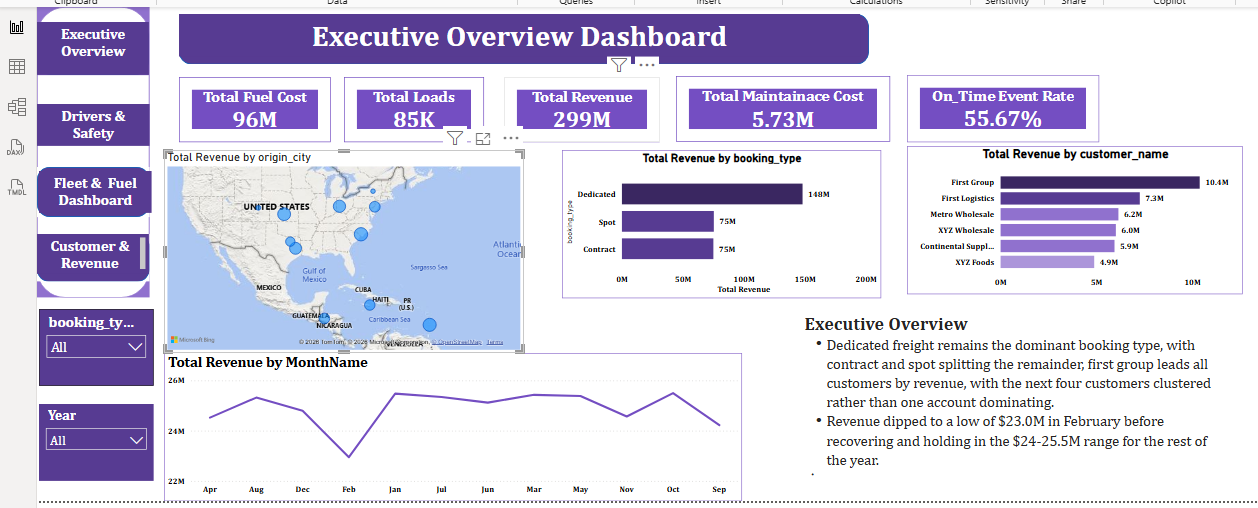 Clipboard
Data
Queries
Insert
Calculations
Sensitivity
Share
Copilot
Executive
Overview
Executive Overview Dashboard
Total Fuel Cost
96M
Total Loads
85K
Total Revenue
299M
Total Maintainace Cost
5.73M
On_Time Event Rate
55.67%
Drivers &
Safety
DAX
TMDL
Fleet & Fuel
Dashboard
Customer &
Revenue
Total Revenue by origin_city
UNITED STATES
Atlantic
Ocean
Sargasso Sea
Gulf of
Mexico
MEXICO
CUBA
HAITI
PR
(U.S.)
GUATEMALA
Caribbean Sea
NICARAGUA
Microsoft Bing
© 2026 TomTom, © 2026 Microsoft Corporation, © OpenStreetMap Terms
Total Revenue by booking_type
booking_type
Dedicated
148M
Spot
75M
Contract
75M
0M 50M 100M 150M 200M
Total Revenue
Total Revenue by customer_name
First Group
10.4M
First Logistics
7.3M
Metro Wholesale
6.2M
XYZ Wholesale
6.0M
Continental Suppl...
5.9M
XYZ Foods
4.9M
0M 5M 10M
booking_ty...
All
Year
All
Total Revenue by MonthName
26M
24M
22M
Apr Aug Dec Feb Jan Jul Jun Mar May Nov Oct Sep
Executive Overview
• Dedicated freight remains the dominant booking type, with
contract and spot splitting the remainder, first group leads all
customers by revenue, with the next four customers clustered
rather than one account dominating.
• Revenue dipped to a low of $23.0M in February before
recovering and holding in the $24-25.5M range for the rest of
the year.